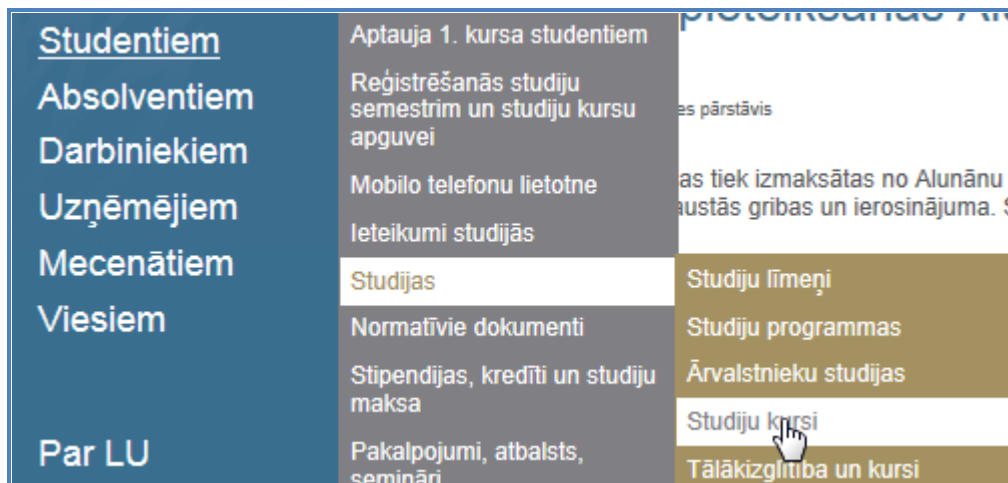 Studentiem
Absolventiem
Darbiniekiem
Uzņēmējiem
Mecenātiem
Viesiem
Par LU
Aptauja 1. kursa studentiem
Reģistrēšanās studiju
semestrim un studiju kursu
apguvei
Mobilo telefonu lietotne
Ieteikumi studijās
Studijas
Normatīvie dokumenti
Stipendijas, kredīti un studiju
maksa
Pakalpojumi, atbalsts,
semināri
Studiju līmeņi
Studiju programmas
Ārvalstnieku studijas
Studiju kursi
Tālākizglītība un kursi
es pārstāvis
as tiek izmaksātas no Alunānu
austās gribas un ierosinājuma.